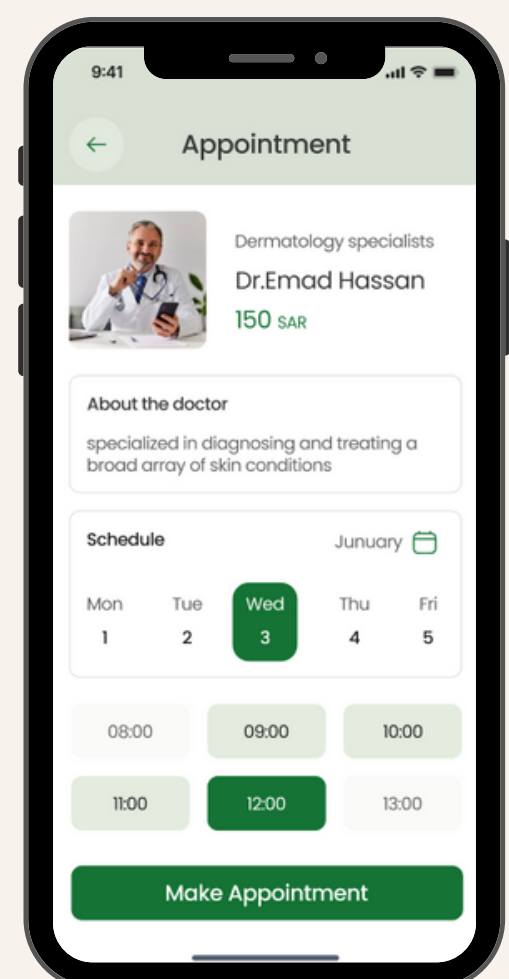 9:41
Appointment
Dermatology specialists
Dr.Emad Hassan
150 SAR
About the doctor
specialized in diagnosing and treating a
broad array of skin conditions
Schedule
Junuary
Mon Tue Wed Thu Fri
1 2 3 4 5
08:00 09:00 10:00
11:00 12:00 13:00
Make Appointment